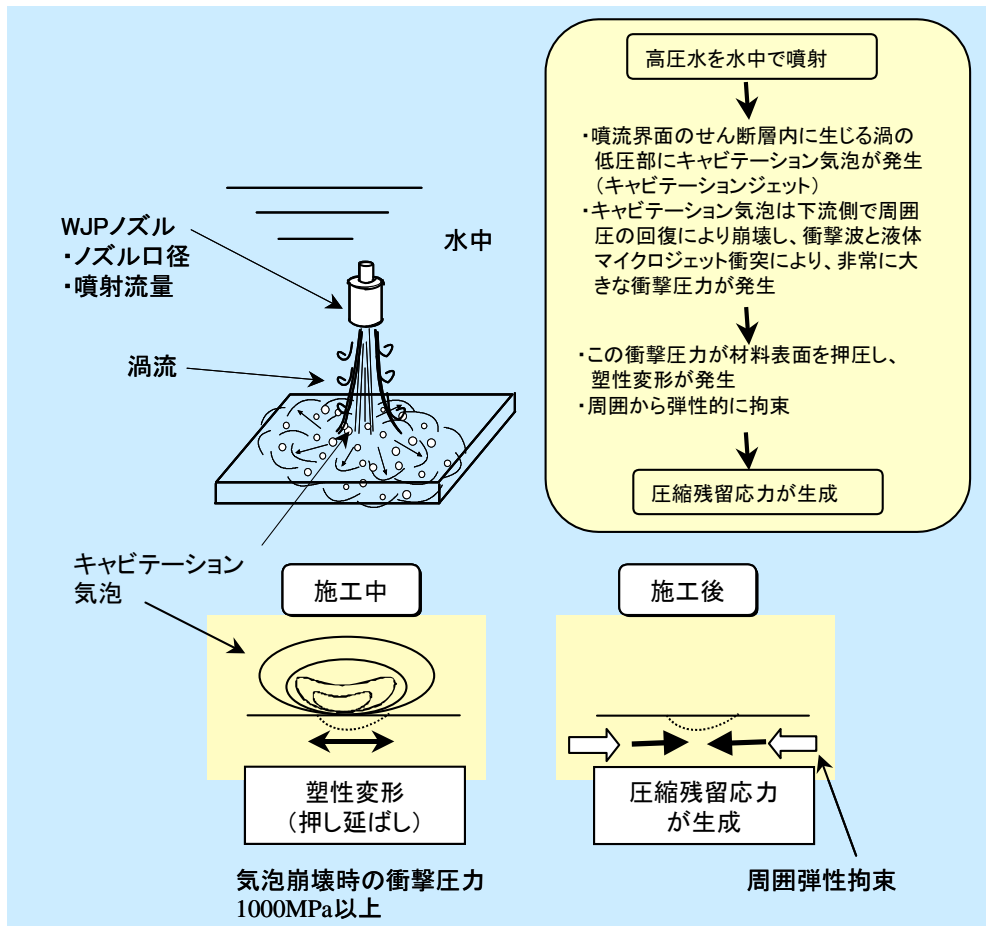 高圧水を水中で噴射
・噴流界面のせん断層内に生じる渦の
低圧部にキャビテーション気泡が発生
（キャビテーションジェット）
・キャビテーション気泡は下流側で周囲
圧の回復により崩壊し、衝撃波と液体
マイクロジェット衝突により、非常に大
きな衝撃圧力が発生
・この衝撃圧力が材料表面を押圧し、
塑性変形が発生
・周囲から弾性的に拘束
圧縮残留応力が生成
WJPノズル
・ノズル口径
・噴射流量
水中
渦流
キャビテーション
気泡
施工中
塑性変形
（押し延ばし）
気泡崩壊時の衝撃圧力
1000MPa以上
施工後
圧縮残留応力
が生成
周囲弾性拘束